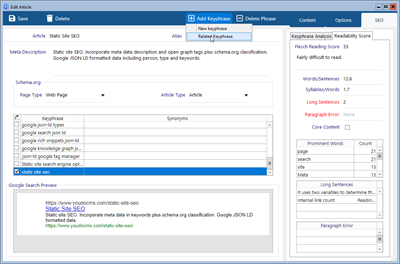 Edit Article
Save
Delete
Add Keyphrase
Delete Phrase
New keyphrase
Related Keyphrase
Content
Options
SEO
Article
Static Site SEO
Alias
Meta Description
Static site SEO. Incorporate meta data description and open graph tags plus schema.org classification.
Google JSON LD formatted data including person, type and keywords.
Schema.org
Page Type
Web Page
Article Type
Article
Keyphrase
Synonyms
google json-ld types
google search json ld
google rich snippets json-ld
google knowledge graph js...
json-ld google tag manager
Static site search engine opt...
static site seo
Google Search Preview
https://www.youdocms.com/static-site-seo
Static Site SEO
Static site SEO. Incorporate meta data in keywords plus schema.org classification. Google JSON LD
formatted data.
https://www.youdocms.com/static-site-seo/
Keyphrase Analysis
Readability Score
Flesch Reading Score
53
Fairly difficult to read.
Words/Sentences
12.6
Syllables/Words
1.7
Long Sentences
2
Paragraph Error
None
Core Content
Prominent Words
Count
page
21
search
21
site
13
Meta
13
Long Sentences
It uses two variables to determine th...
internal link count
Readin...
Paragraph Error